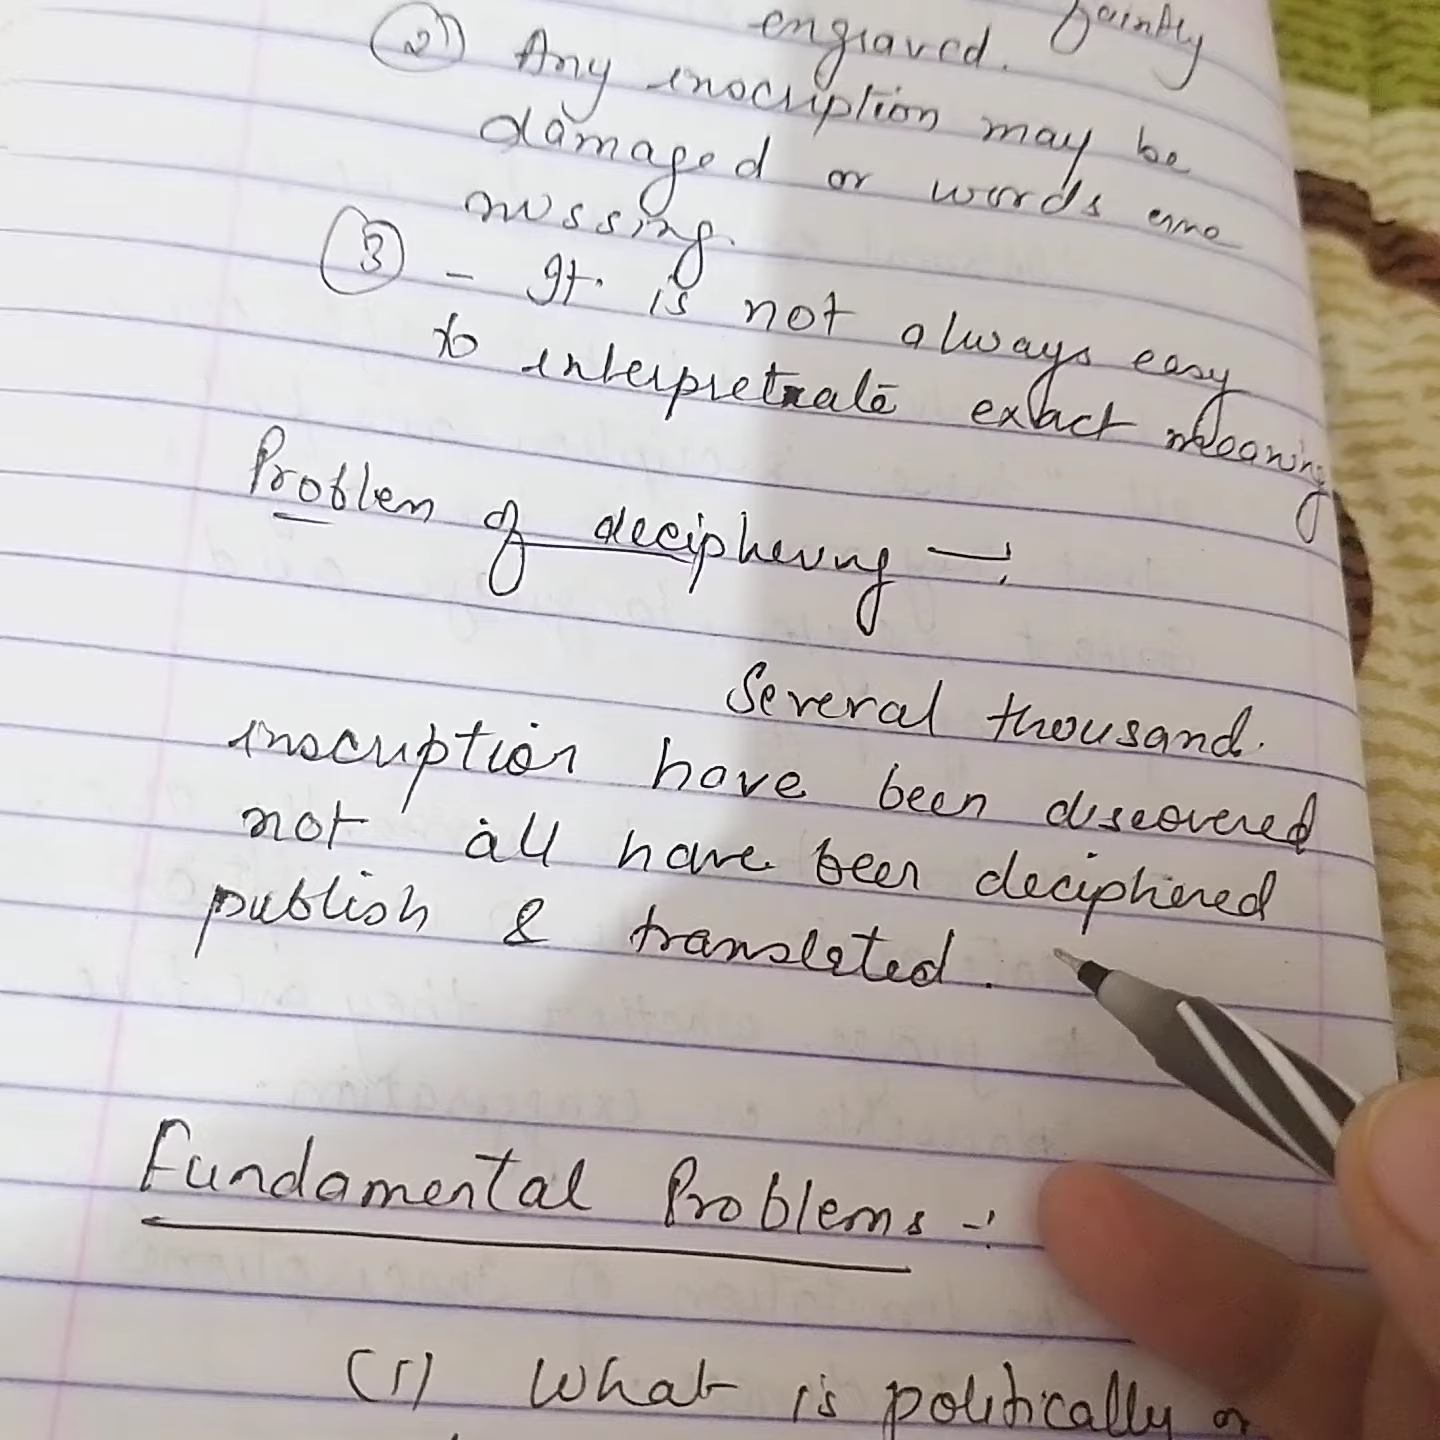 faintly
engraved.
(2) Any inscription may be
damaged or words are
missing.
(3) - It. is not always easy
to interpretrate exact meaning
Problem of deciphering -:
Several thousand.
inscription have been discovered
not all have been deciphered
publish & translated.
Fundamental Problems -:
(1) What is politically or